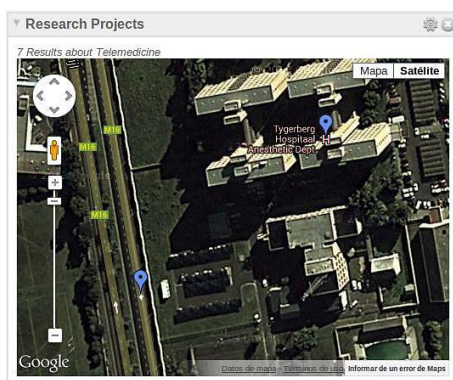 Research Projects
7 Results about Telemedicine
Mapa Satélite
M16
M16
Tygerberg
Hospitaal
Anesthetic Dept
H
M16
Google
Datos de mapa - Términos de uso Informar de un error de Maps